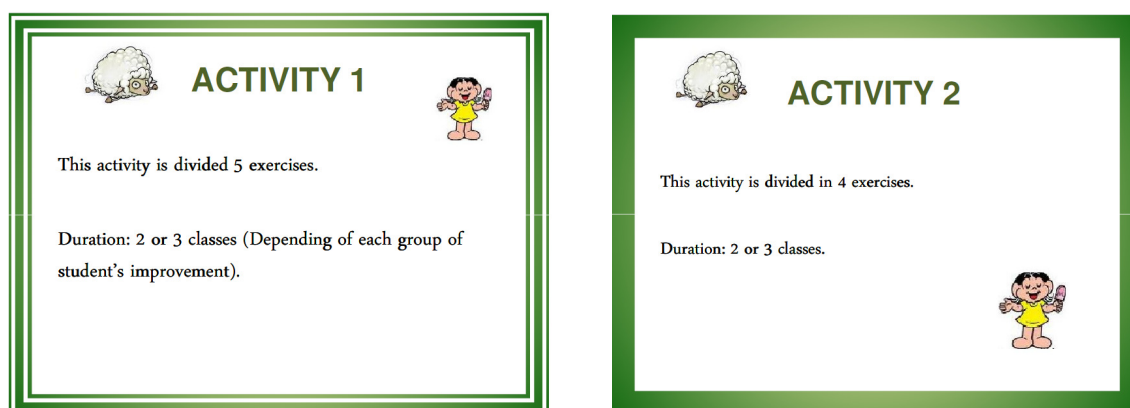 ACTIVITY 1
This activity is divided 5 exercises.
Duration: 2 or 3 classes (Depending of each group of
student's improvement).
ACTIVITY 2
This activity is divided in 4 exercises.
Duration: 2 or 3 classes.